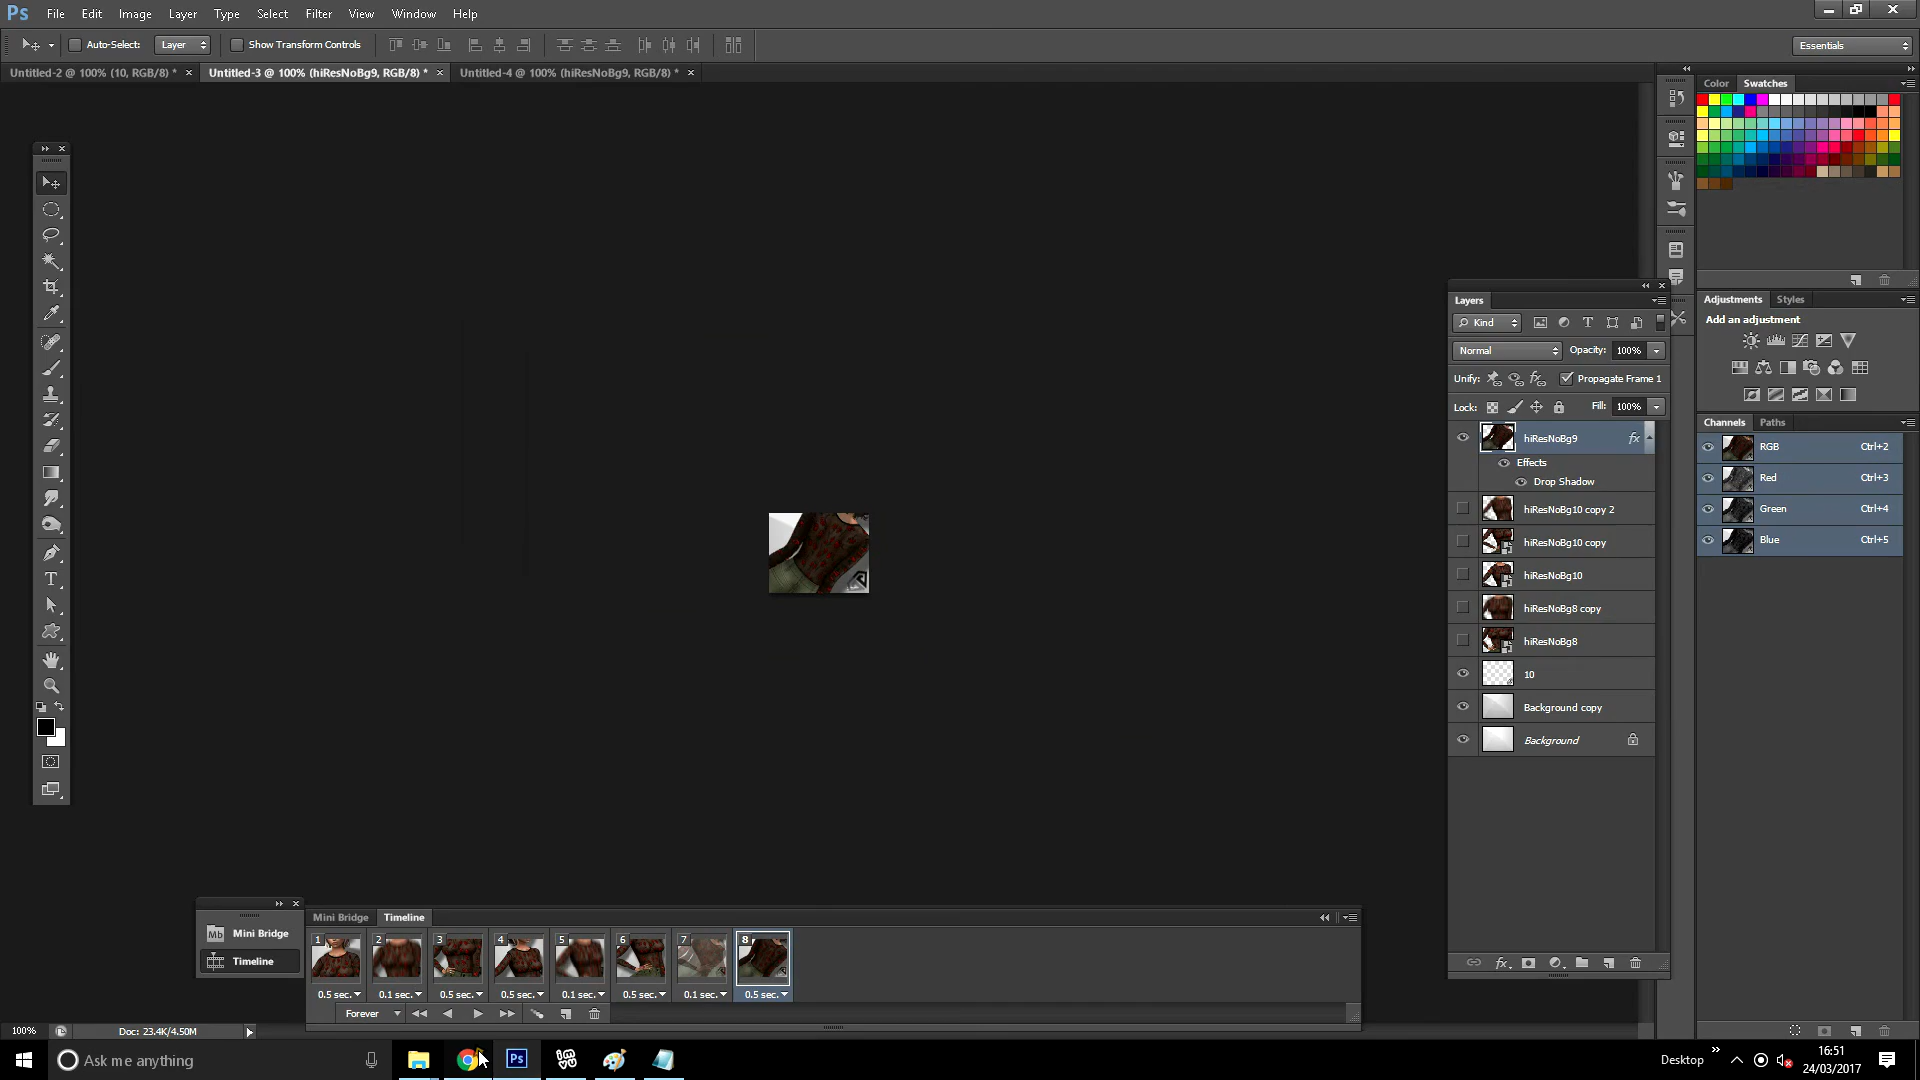 Ps File Edit Image Layer Type Select Filter View Window Help
Auto-Select: Layer Show Transform Controls Essentials
Untitled-2 @ 100% (10, RGB/8) * × Untitled-3 @ 100% (hiResNoBg9, RGB/8) * × Untitled-4 @ 100% (hiResNoBg9, RGB/8) * ×
Color Swatches
Adjustments Styles
Add an adjustment
Channels Paths
RGB Ctrl+2
Red Ctrl+3
Green Ctrl+4
Blue Ctrl+5
Layers
Kind
Normal Opacity: 100%
Unify: Propagate Frame 1
Lock: Fill: 100%
hiResNoBg9 fx
Effects
Drop Shadow
hiResNoBg10 copy 2
hiResNoBg10 copy
hiResNoBg10
hiResNoBg8 copy
hiResNoBg8
10
Background copy
Background
T
Mb Mini Bridge
Timeline
Mini Bridge Timeline
1 2 3 4 5 6 7 8
0.5 sec. 0.1 sec. 0.5 sec. 0.5 sec. 0.1 sec. 0.5 sec. 0.1 sec. 0.5 sec.
Forever
100% Doc: 23.4K/4.50M
Ask me anything
Ps
Desktop
16:51
24/03/2017